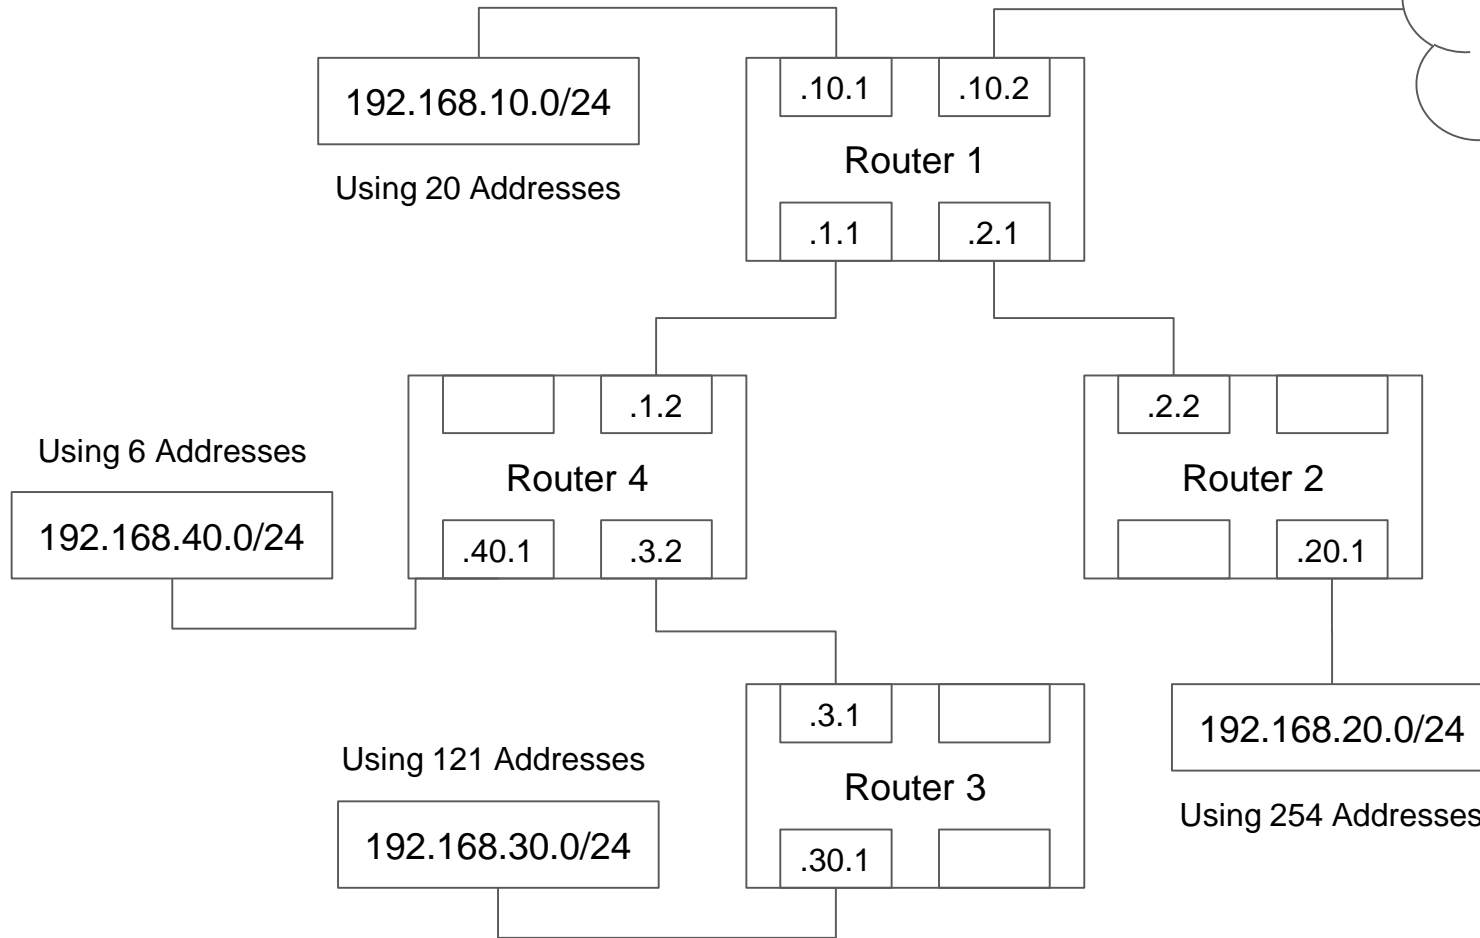 .10.1
.10.2
192.168.10.0/24
Router 1
Using 20 Addresses
.1.1
.2.1
.1.2
.2.2
Using 6 Addresses
Router 4
Router 2
192.168.40.0/24
.40.1
.3.2
.20.1
.3.1
192.168.20.0/24
Using 121 Addresses
Router 3
Using 254 Addresses
192.168.30.0/24
.30.1